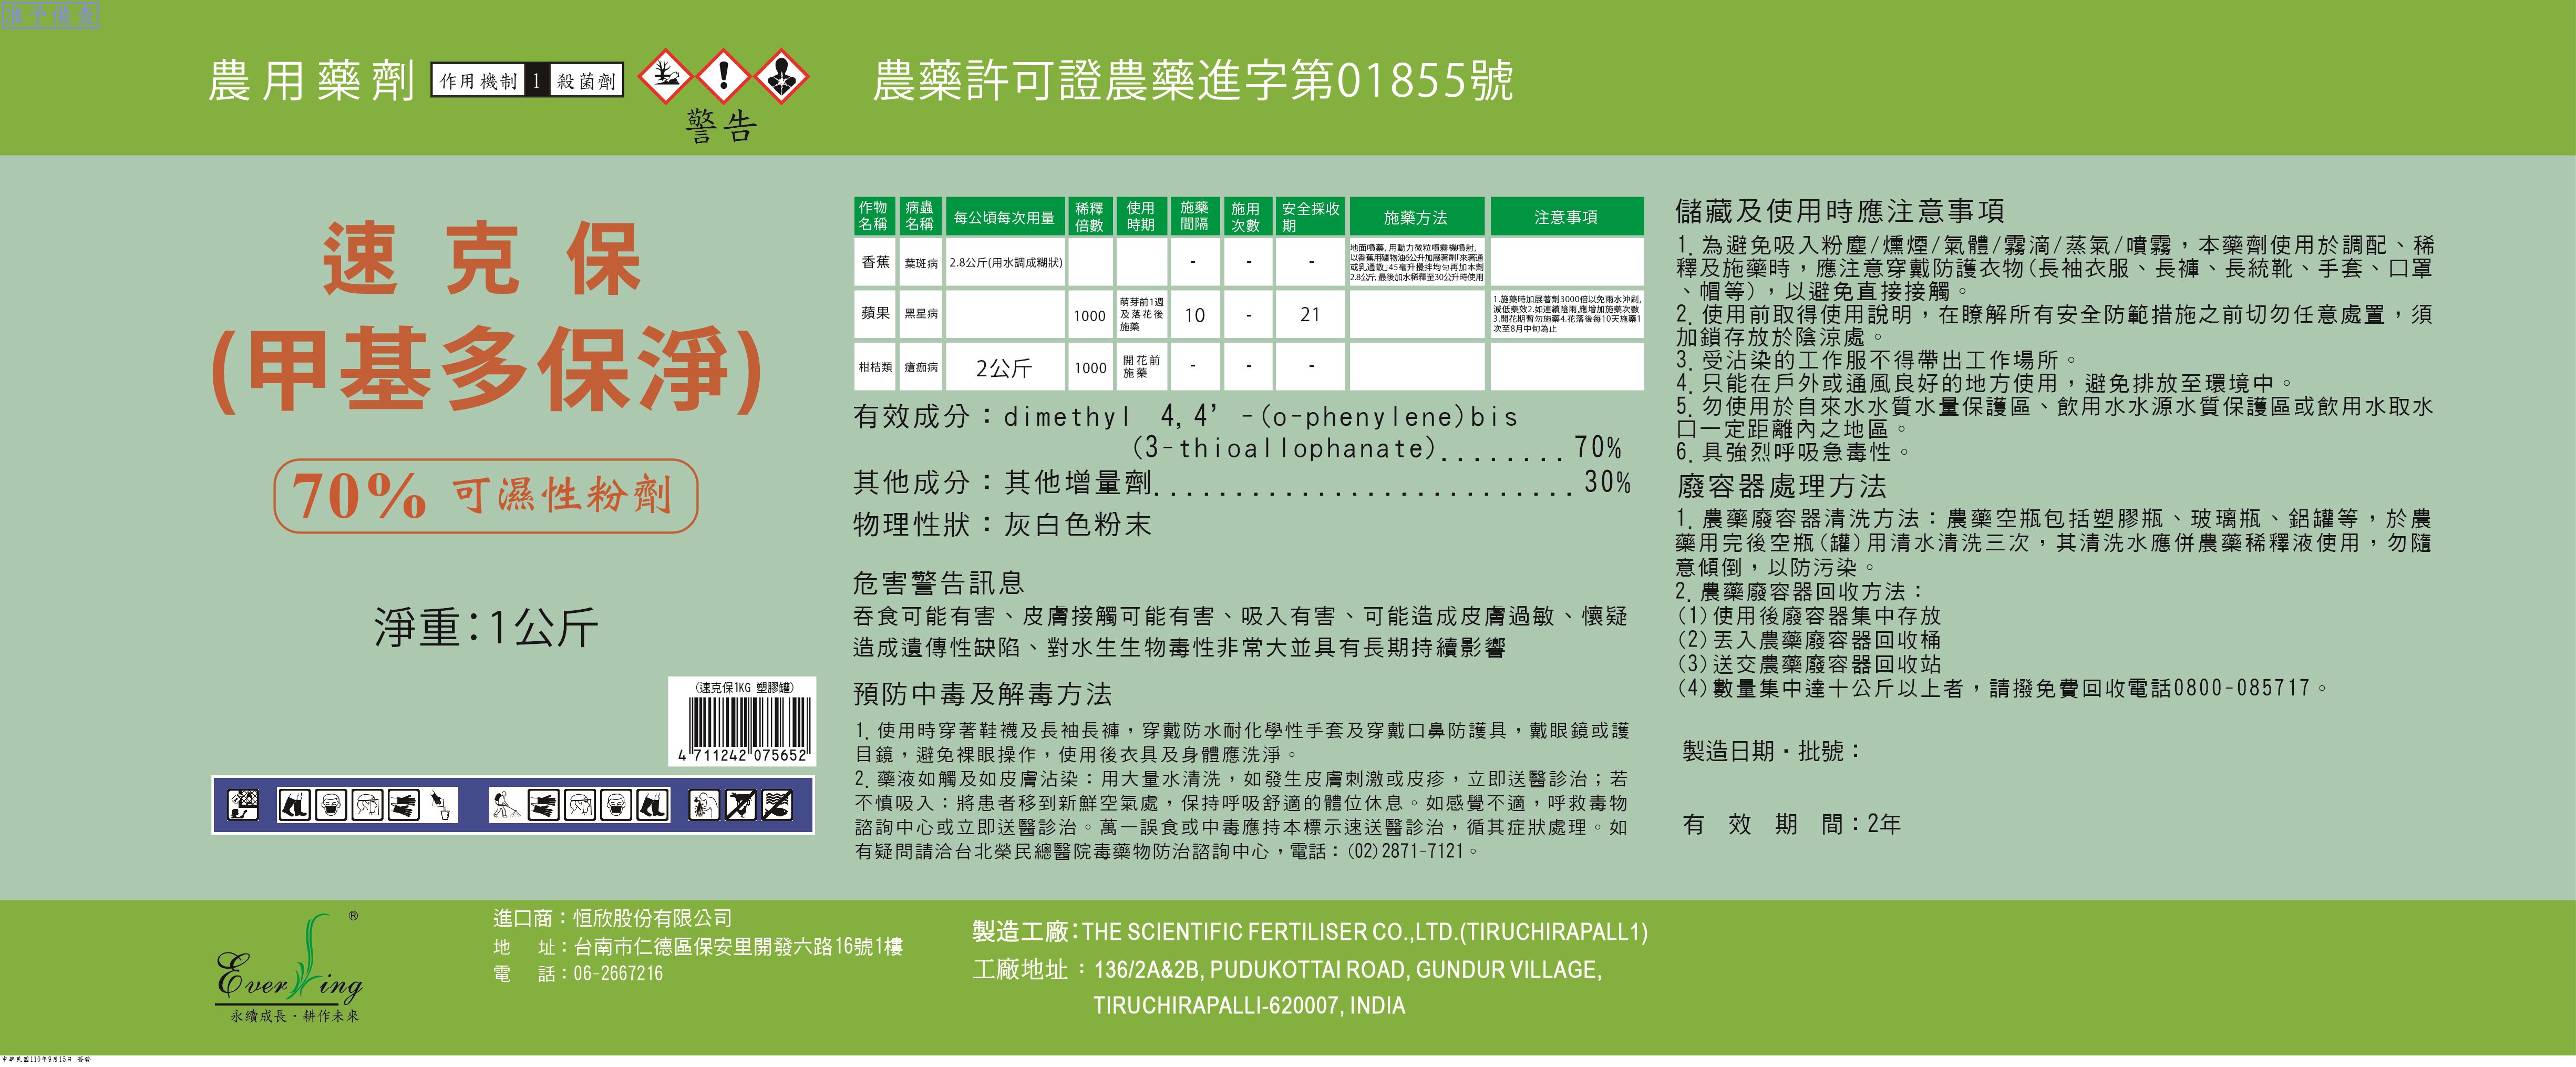 准予備查
農用藥劑
作用機制 1 殺菌劑
警告
農藥許可證農藥進字第01855號
速克保
(甲基多保淨)
70% 可濕性粉劑
淨重：1公斤
(速克保1KG 塑膠罐)
4 711242 075652
作物名稱 病蟲名稱 每公頃每次用量 稀釋倍數 使用時期 施藥間隔 施用次數 安全採收期 施藥方法 注意事項
香蕉 葉斑病 2.8公斤(用水調成糊狀) - - -
地面噴藥,用動力微粒噴霧機噴射,
以香蕉用礦物油6公升加展著劑「來著通
或乳通散」45毫升攪拌均勻再加本劑
2.8公斤,最後加水稀釋至30公升時使用
蘋果 黑星病 1000 萌芽前1週及落花後施藥 10 - 21
1.施藥時加展著劑3000倍以免雨水沖刷,
減低藥效2.如連續陰雨,應增加施藥次數
3.開花期暫勿施藥4.花落後每10天施藥1
次至8月中旬為止
柑桔類 瘡痂病 2公斤 1000 開花前施藥 - - -
有效成分：dimethyl 4,4’-(o-phenylene)bis
(3-thioallophanate)........70%
其他成分：其他增量劑..........................30%
物理性狀：灰白色粉末
危害警告訊息
吞食可能有害、皮膚接觸可能有害、吸入有害、可能造成皮膚過敏、懷疑
造成遺傳性缺陷、對水生生物毒性非常大並具有長期持續影響
預防中毒及解毒方法
1.使用時穿著鞋襪及長袖長褲，穿戴防水耐化學性手套及穿戴口鼻防護具，戴眼鏡或護
目鏡，避免裸眼操作，使用後衣具及身體應洗淨。
2.藥液如觸及如皮膚沾染：用大量水清洗，如發生皮膚刺激或皮疹，立即送醫診治；若
不慎吸入：將患者移到新鮮空氣處，保持呼吸舒適的體位休息。如感覺不適，呼救毒物
諮詢中心或立即送醫診治。萬一誤食或中毒應持本標示速送醫診治，循其症狀處理。如
有疑問請洽台北榮民總醫院毒藥物防治諮詢中心，電話：(02)2871-7121。
儲藏及使用時應注意事項
1.為避免吸入粉塵/燻煙/氣體/霧滴/蒸氣/噴霧，本藥劑使用於調配、稀
釋及施藥時，應注意穿戴防護衣物(長袖衣服、長褲、長統靴、手套、口罩
、帽等)，以避免直接接觸。
2.使用前取得使用說明，在瞭解所有安全防範措施之前切勿任意處置，須
加鎖存放於陰涼處。
3.受沾染的工作服不得帶出工作場所。
4.只能在戶外或通風良好的地方使用，避免排放至環境中。
5.勿使用於自來水水質水量保護區、飲用水水源水質保護區或飲用水取水
口一定距離內之地區。
6.具強烈呼吸急毒性。
廢容器處理方法
1.農藥廢容器清洗方法：農藥空瓶包括塑膠瓶、玻璃瓶、鋁罐等，於農
藥用完後空瓶(罐)用清水清洗三次，其清洗水應併農藥稀釋液使用，勿隨
意傾倒，以防污染。
2.農藥廢容器回收方法：
(1)使用後廢容器集中存放
(2)丟入農藥廢容器回收桶
(3)送交農藥廢容器回收站
(4)數量集中達十公斤以上者，請撥免費回收電話0800-085717。
製造日期・批號：
有效期間：2年
®
Everking
永續成長・耕作未來
進口商：恒欣股份有限公司
地址：台南市仁德區保安里開發六路16號1樓
電話：06-2667216
製造工廠：THE SCIENTIFIC FERTILISER CO.,LTD.(TIRUCHIRAPALL1)
工廠地址：136/2A&2B, PUDUKOTTAI ROAD, GUNDUR VILLAGE,
TIRUCHIRAPALLI-620007, INDIA
中華民國110年9月15日 簽發